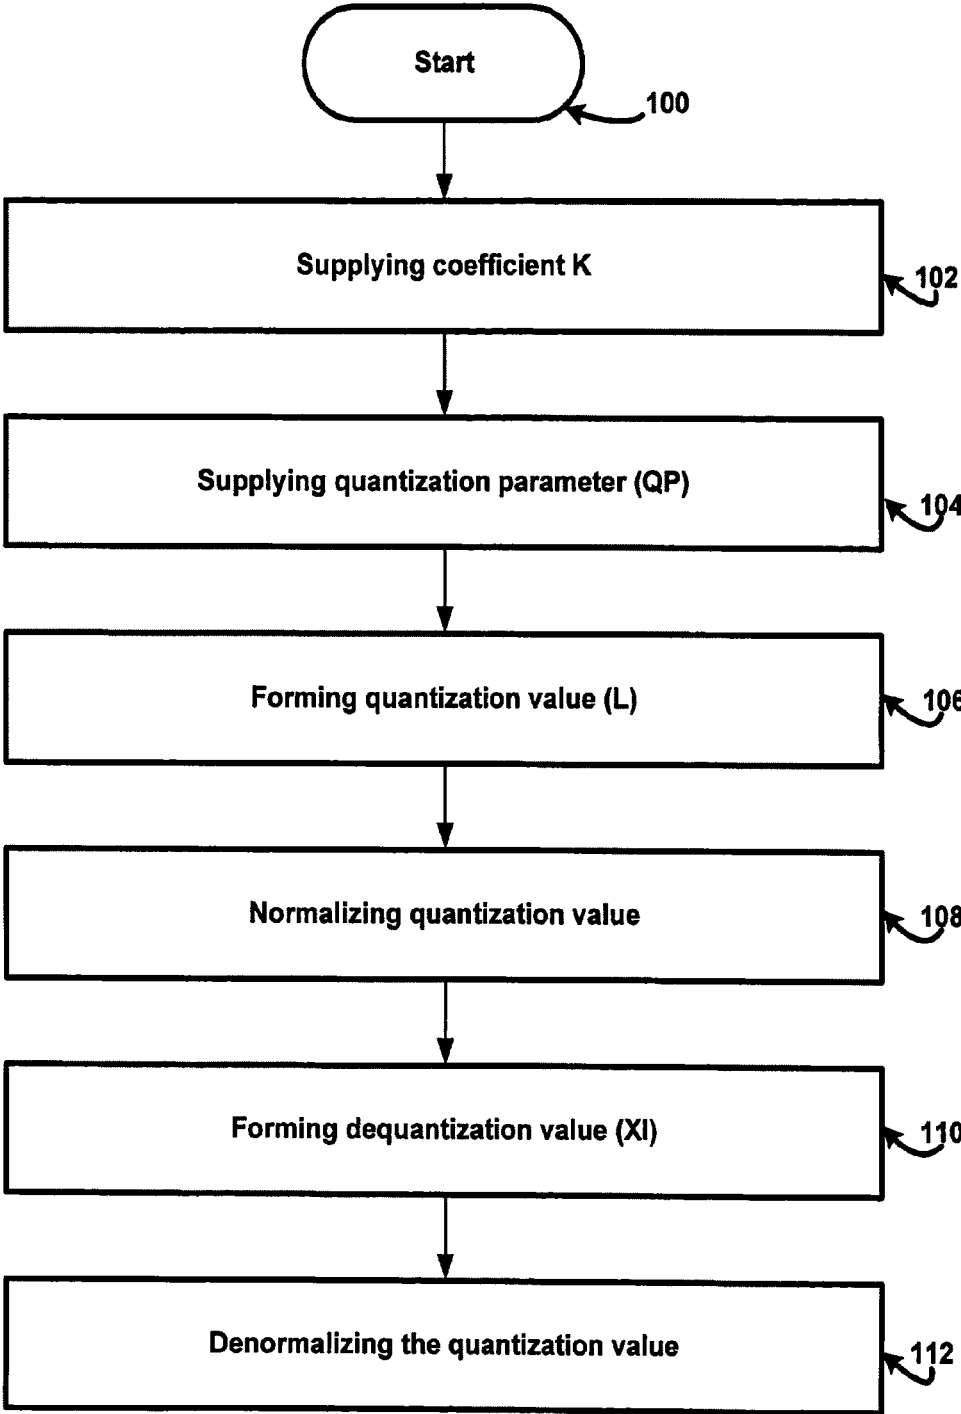 Start
100
Supplying coefficient K
102
Supplying quantization parameter (QP)
104
Forming quantization value (L)
106
Normalizing quantization value
108
Forming dequantization value (XI)
110
Denormalizing the quantization value
112